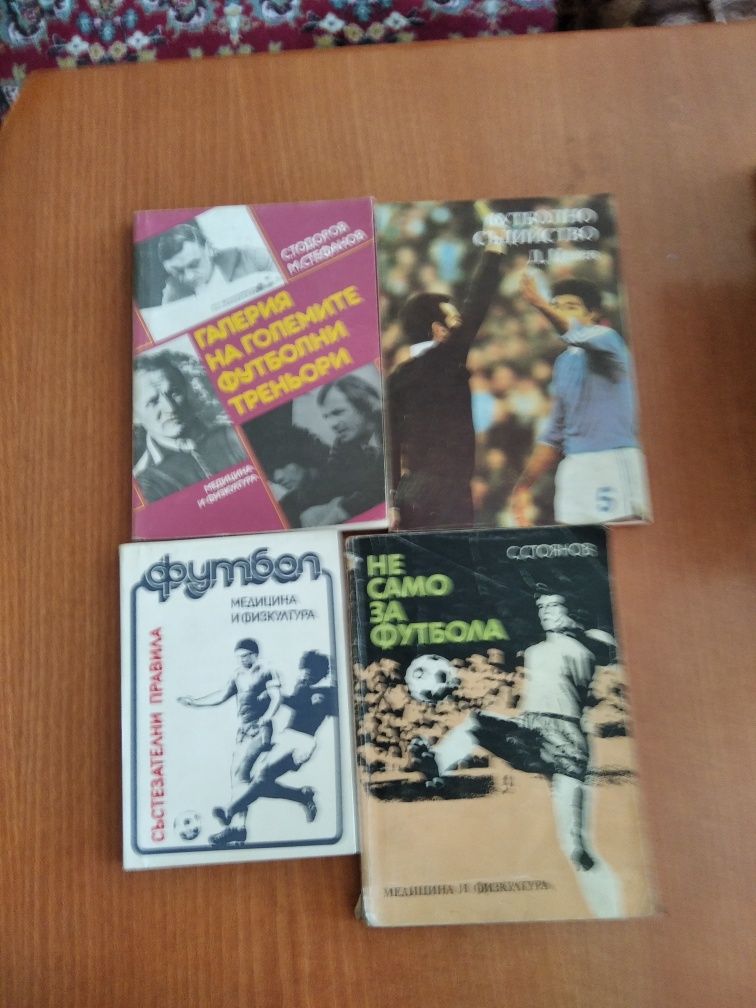 С.ТОДОРОВ
М.СТЕФАНОВ
ГАЛЕРИЯ
НА ГОЛЕМИТЕ
ФУТБОЛНИ
ТРЕНЬОРИ
МЕДИЦИНА
И ФИЗКУЛТУРА
ФУТБОЛНО
СЪДИЙСТВО
5
футбол
МЕДИЦИНА
И ФИЗКУЛТУРА
СЪСТЕЗАТЕЛНИ ПРАВИЛА
С.СТОЯНОВ
НЕ
САМО
ЗА
ФУТБОЛА
МЕДИЦИНА И ФИЗКУЛТУРА